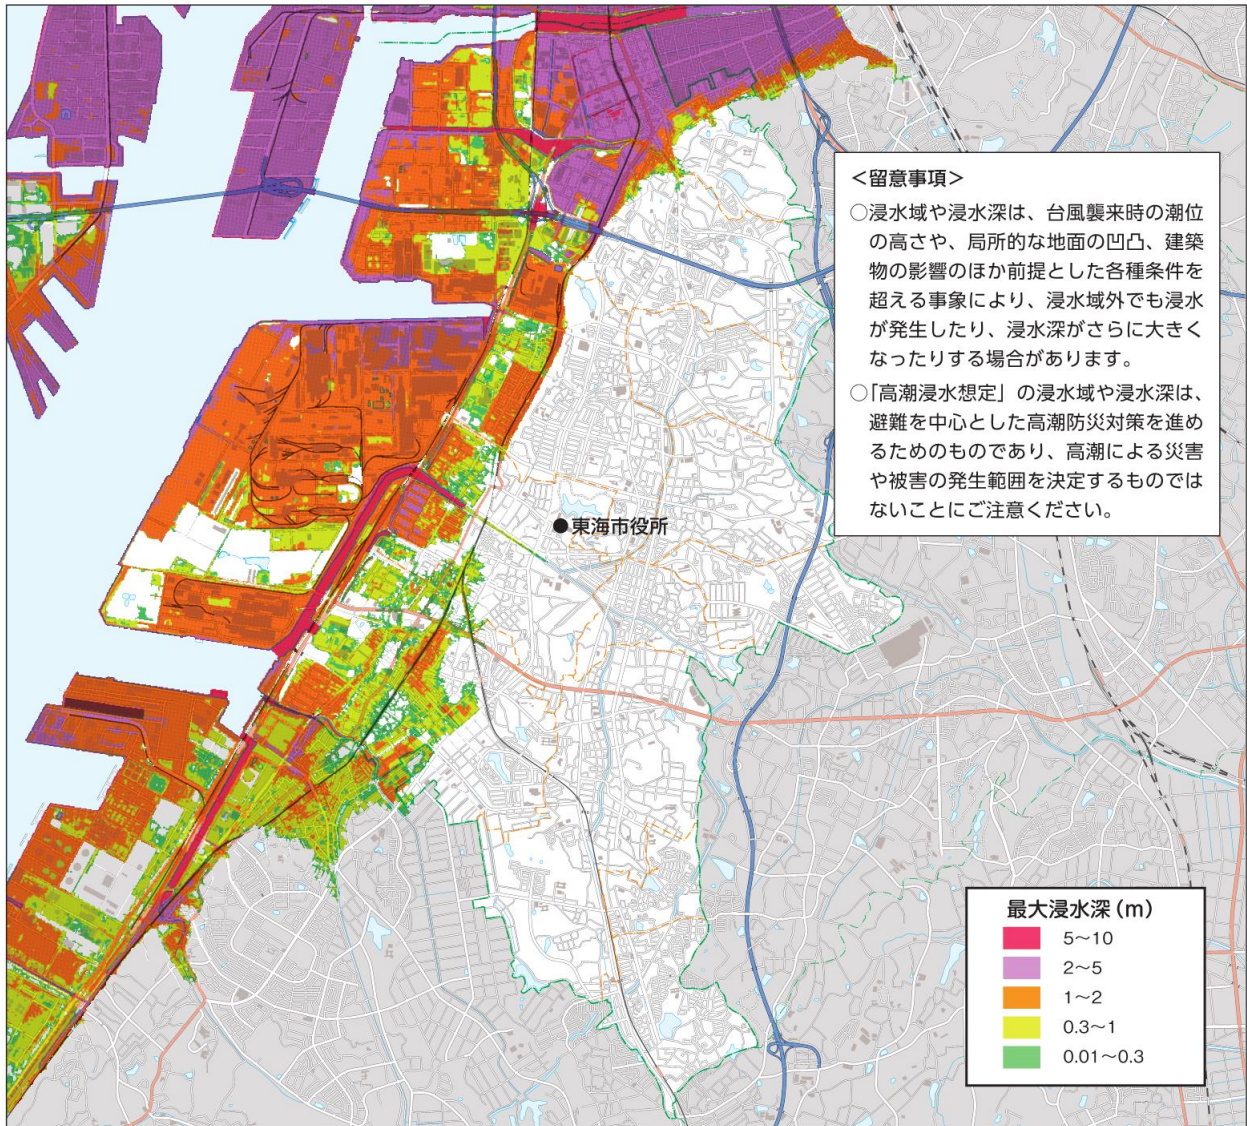 <留意事項>
○浸水域や浸水深は、台風襲来時の潮位
の高さや、局所的な地面の凹凸、建築
物の影響のほか前提とした各種条件を
超える事象により、浸水域外でも浸水
が発生したり、浸水深がさらに大きく
なったりする場合があります。
○「高潮浸水想定」の浸水域や浸水深は、
避難を中心とした高潮防災対策を進め
るためのものであり、高潮による災害
や被害の発生範囲を決定するものでは
ないことにご注意ください。
●東海市役所
最大浸水深(m)
5~10
2~5
1~2
0.3~1
0.01~0.3